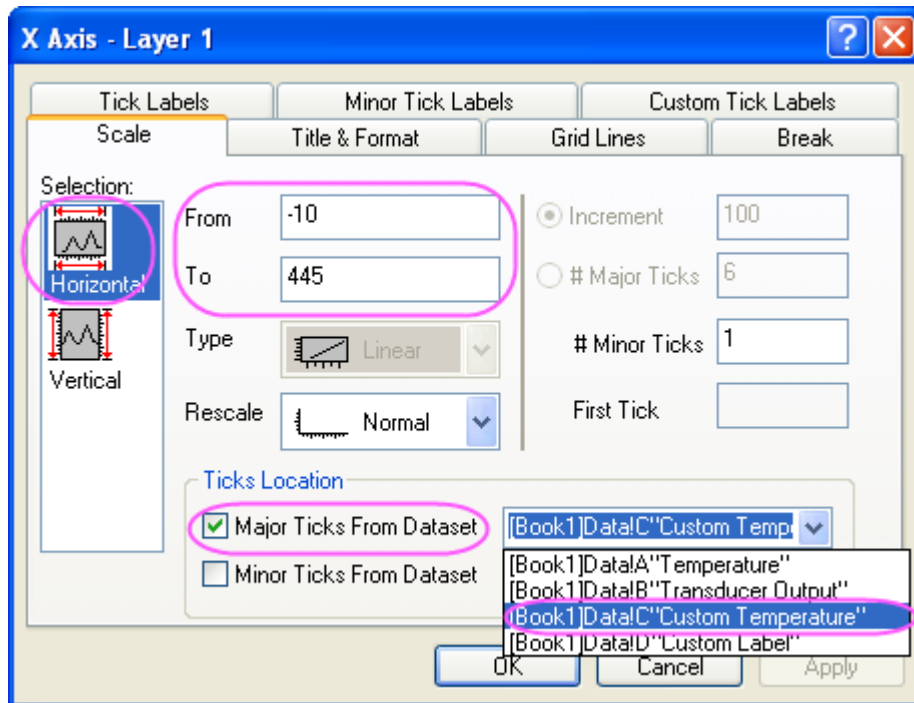 X Axis - Layer 1
Tick Labels
Minor Tick Labels
Custom Tick Labels
Scale
Title & Format
Grid Lines
Break
Selection:
Horizontal
Vertical
From
-10
To
445
Type
Linear
Rescale
Normal
Increment
100
# Major Ticks
6
# Minor Ticks
1
First Tick
Ticks Location
Major Ticks From Dataset
[Book1]Data!C"Custom Temp
Minor Ticks From Dataset
[Book1]Data!A"Temperature"
[Book1]Data!B"Transducer Output"
[Book1]Data!C"Custom Temperature"
[Book1]Data!D"Custom Label"
OK
Cancel
Apply